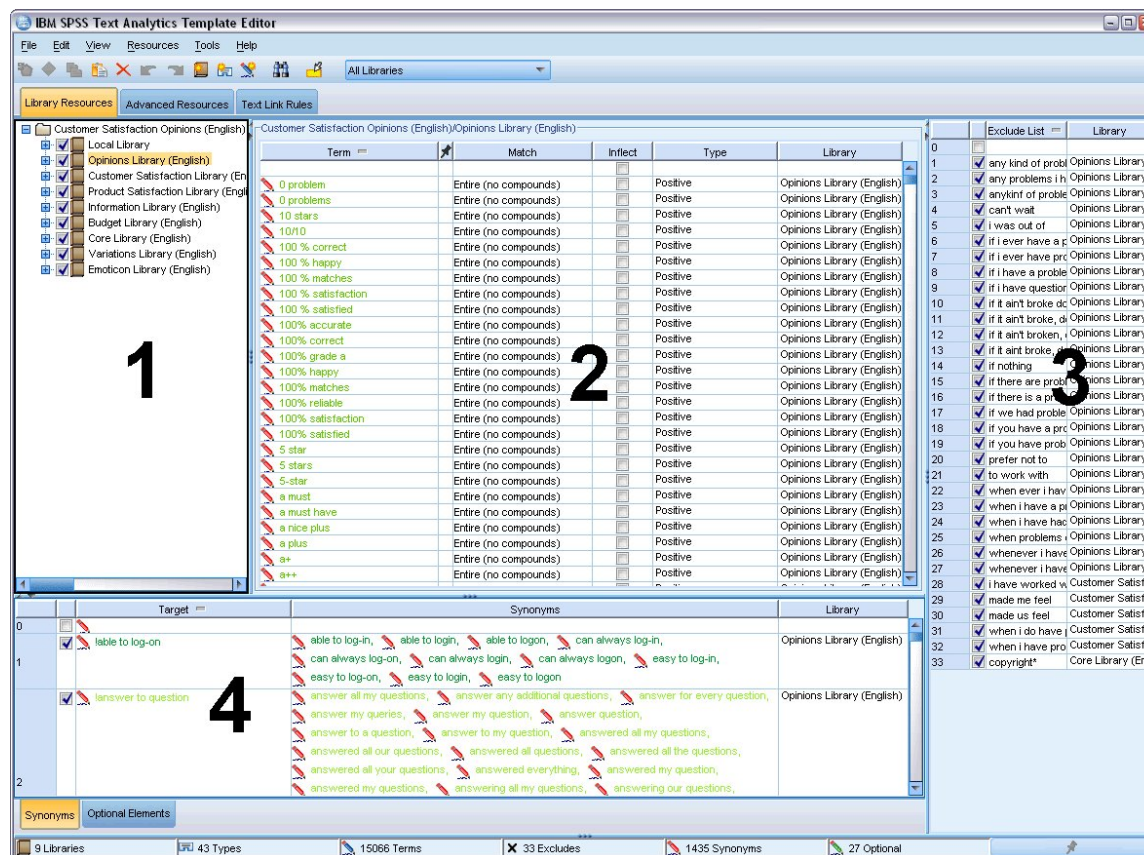 IBM SPSS Text Analytics Template Editor
File Edit View Resources Tools Help
All Libraries
Library Resources Advanced Resources Text Link Rules
Customer Satisfaction Opinions (English)
Local Library
Opinions Library (English)
Customer Satisfaction Library (En
Product Satisfaction Library (Engli
Information Library (English)
Budget Library (English)
Core Library (English)
Variations Library (English)
Emoticon Library (English)
1
Customer Satisfaction Opinions (English)/Opinions Library (English)
Term Match Inflect Type Library
0 problem Entire (no compounds) Positive Opinions Library (English)
0 problems Entire (no compounds) Positive Opinions Library (English)
10 stars Entire (no compounds) Positive Opinions Library (English)
10/10 Entire (no compounds) Positive Opinions Library (English)
100 % correct Entire (no compounds) Positive Opinions Library (English)
100 % happy Entire (no compounds) Positive Opinions Library (English)
100 % matches Entire (no compounds) Positive Opinions Library (English)
100 % satisfaction Entire (no compounds) Positive Opinions Library (English)
100 % satisfied Entire (no compounds) Positive Opinions Library (English)
100% accurate Entire (no compounds) Positive Opinions Library (English)
100% correct Entire (no compounds) Positive Opinions Library (English)
100% grade a Entire (no compounds) Positive Opinions Library (English)
100% happy Entire (no compounds) Positive Opinions Library (English)
100% matches Entire (no compounds) Positive Opinions Library (English)
100% reliable Entire (no compounds) Positive Opinions Library (English)
100% satisfaction Entire (no compounds) Positive Opinions Library (English)
100% satisfied Entire (no compounds) Positive Opinions Library (English)
5 star Entire (no compounds) Positive Opinions Library (English)
5 stars Entire (no compounds) Positive Opinions Library (English)
5-star Entire (no compounds) Positive Opinions Library (English)
a must Entire (no compounds) Positive Opinions Library (English)
a must have Entire (no compounds) Positive Opinions Library (English)
a nice plus Entire (no compounds) Positive Opinions Library (English)
a plus Entire (no compounds) Positive Opinions Library (English)
a+ Entire (no compounds) Positive Opinions Library (English)
a++ Entire (no compounds) Positive Opinions Library (English)
2
Exclude List Library
0
1 any kind of probl Opinions Library
2 any problems i h Opinions Library
3 anykinf of proble Opinions Library
4 can't wait Opinions Library
5 i was out of Opinions Library
6 if i ever have a p Opinions Library
7 if i ever have pro Opinions Library
8 if i have a proble Opinions Library
9 if i have question Opinions Library
10 if it ain't broke do Opinions Library
11 if it ain't broke, do Opinions Library
12 if it ain't broken, Opinions Library
13 if it aint broke, d Opinions Library
14 if nothing Opinions Library
15 if there are prob Opinions Library
16 if there is a pr Opinions Library
17 if we had proble Opinions Library
18 if you have a pro Opinions Library
19 if you have prob Opinions Library
20 prefer not to Opinions Library
21 to work with Opinions Library
22 when ever i hav Opinions Library
23 when i have a p Opinions Library
24 when i have had Opinions Library
25 when problems Opinions Library
26 whenever i have Opinions Library
27 whenever i have Opinions Library
28 i have worked w Customer Satisf
29 made me feel Customer Satisf
30 made us feel Customer Satisf
31 when i do have Customer Satisf
32 when i have pro Customer Satisf
33 copyright* Core Library (En
3
Target Synonyms Library
0
1 !able to log-on able to log-in, able to login, able to logon, can always log-in, Opinions Library (English)
can always log-on, can always login, can always logon, easy to log-in,
easy to log-on, easy to login, easy to logon
2 !answer to question answer all my questions, answer any additional questions, answer for every question, Opinions Library (English)
answer my queries, answer my question, answer question,
answer to a question, answer to my question, answered all my questions,
answered all our questions, answered all questions, answered all the questions,
answered all your questions, answered everything, answered my question,
answered my questions, answering all my questions, answering our questions,
4
Synonyms Optional Elements
9 Libraries 43 Types 15066 Terms 33 Excludes 1435 Synonyms 27 Optional